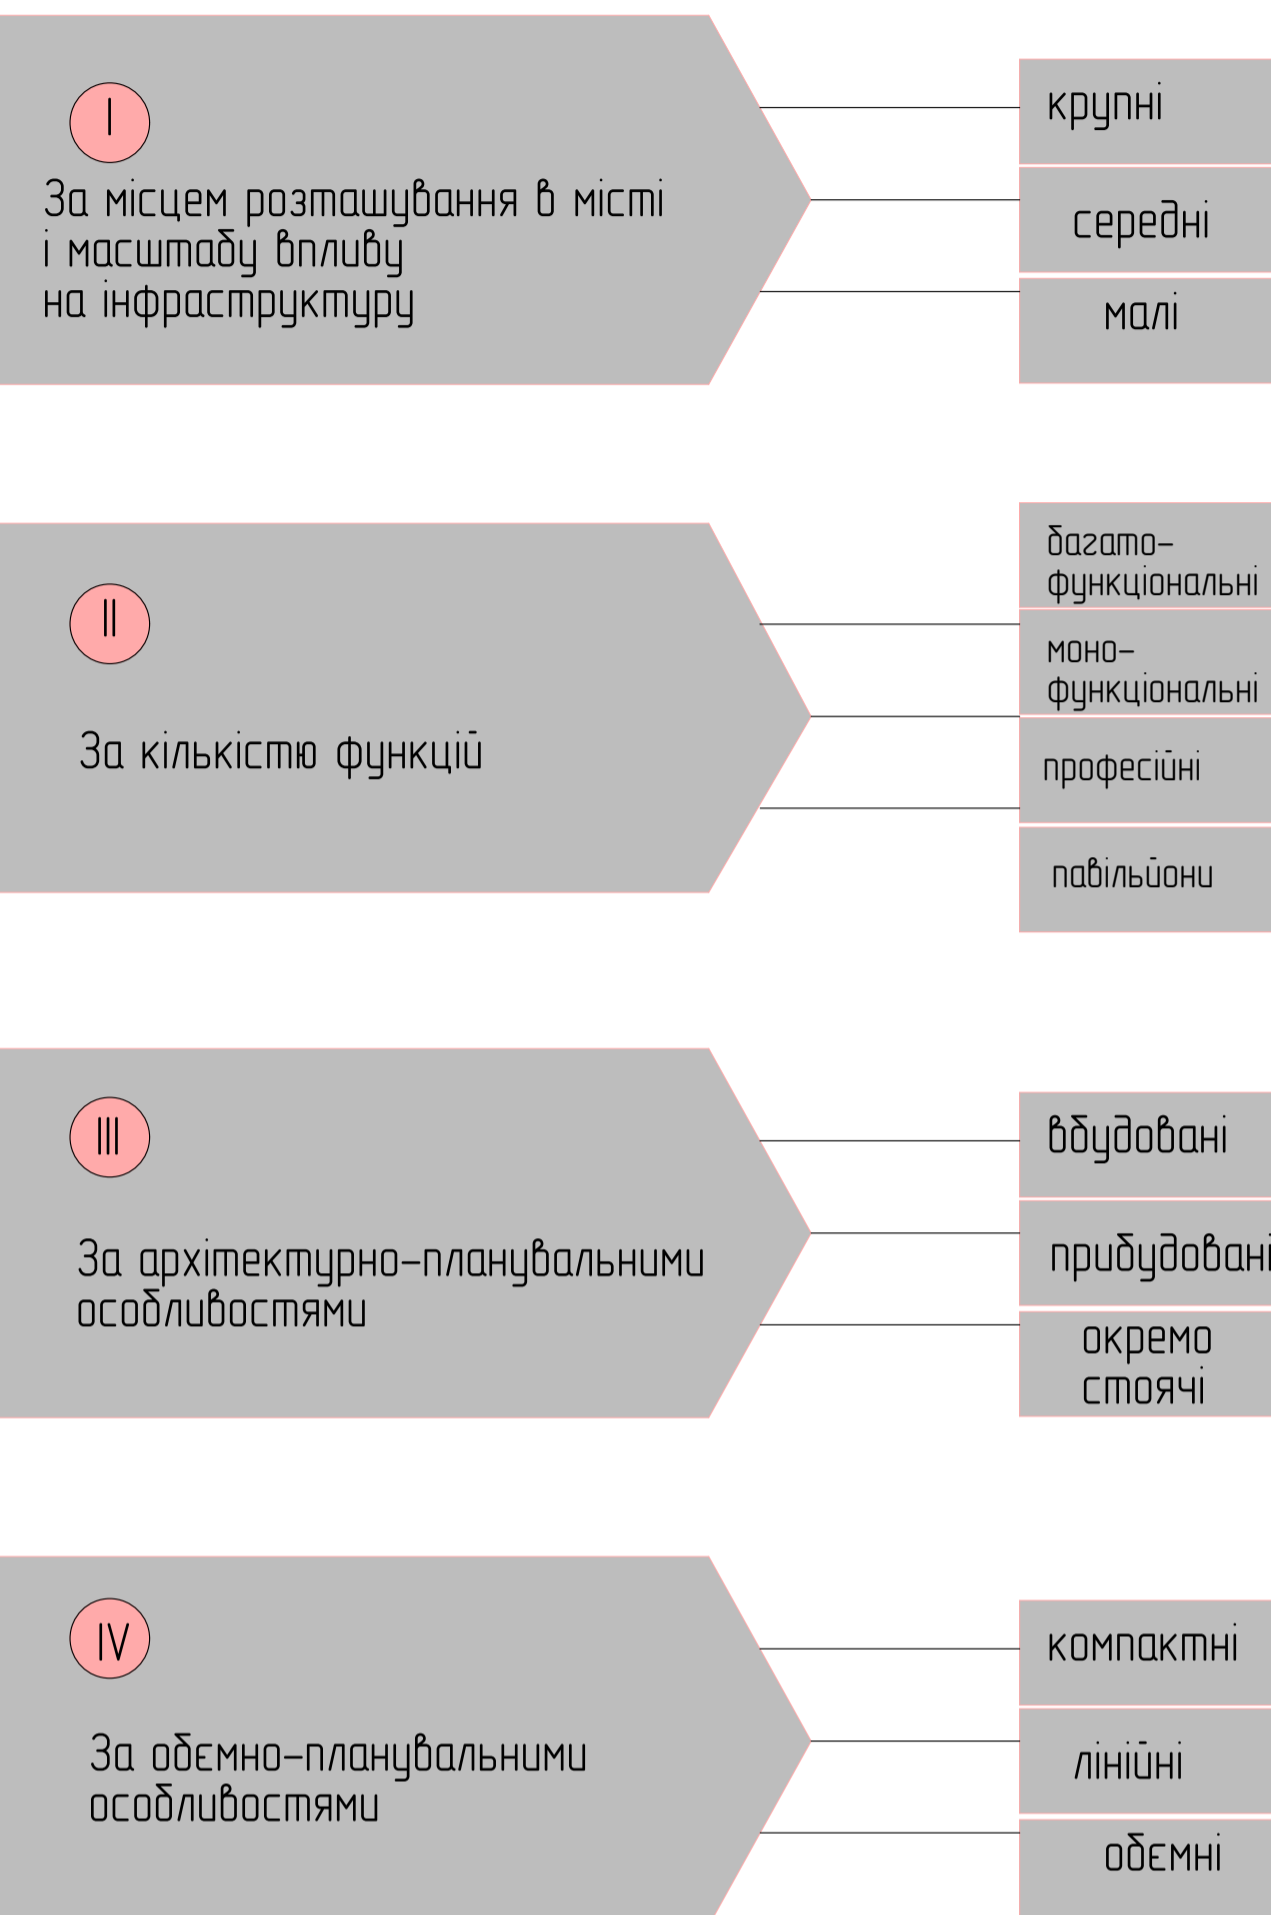 I
За місцем розташування в місті
і масштабу впливу
на інфраструктуру
крупні
середні
малі
II
За кількістю функцій
багато-
функціональні
моно-
функціональні
професійні
павільйони
III
За архітектурно-планувальними
особливостями
вбудовані
прибудовані
окремо
стоячі
IV
За обємно-планувальними
особливостями
компактні
лінійні
обємні